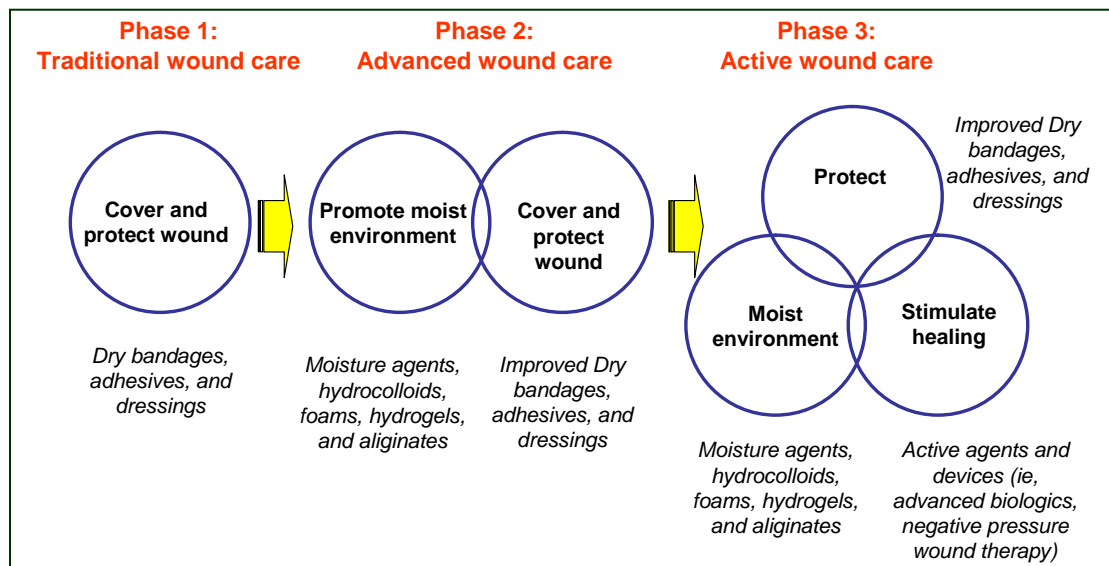 Phase 1:
Traditional wound care
Phase 2:
Advanced wound care
Phase 3:
Active wound care
Cover and
protect wound
Dry bandages,
adhesives, and
dressings
Promote moist
environment
Cover and
protect
wound
Moisture agents,
hydrocolloids,
foams, hydrogels,
and aliginates
Improved Dry
bandages,
adhesives, and
dressings
Protect
Improved Dry
bandages,
adhesives, and
dressings
Moist
environment
Stimulate
healing
Moisture agents,
hydrocolloids,
foams, hydrogels,
and aliginates
Active agents and
devices (ie,
advanced biologics,
negative pressure
wound therapy)